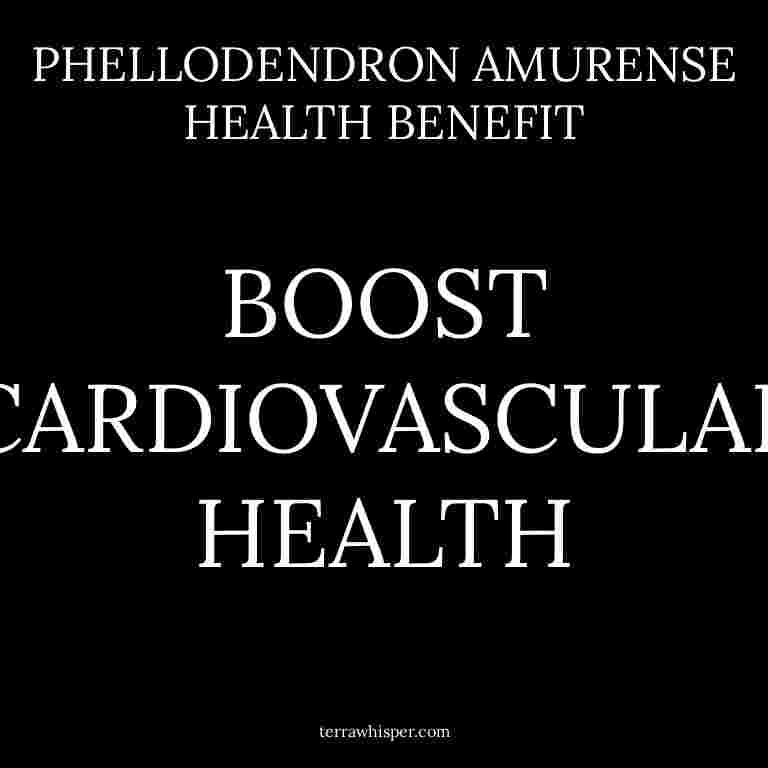 PHELLODENDRON AMURENSE
HEALTH BENEFIT
BOOST
CARDIOVASCULAR
HEALTH
terrawhisper.com